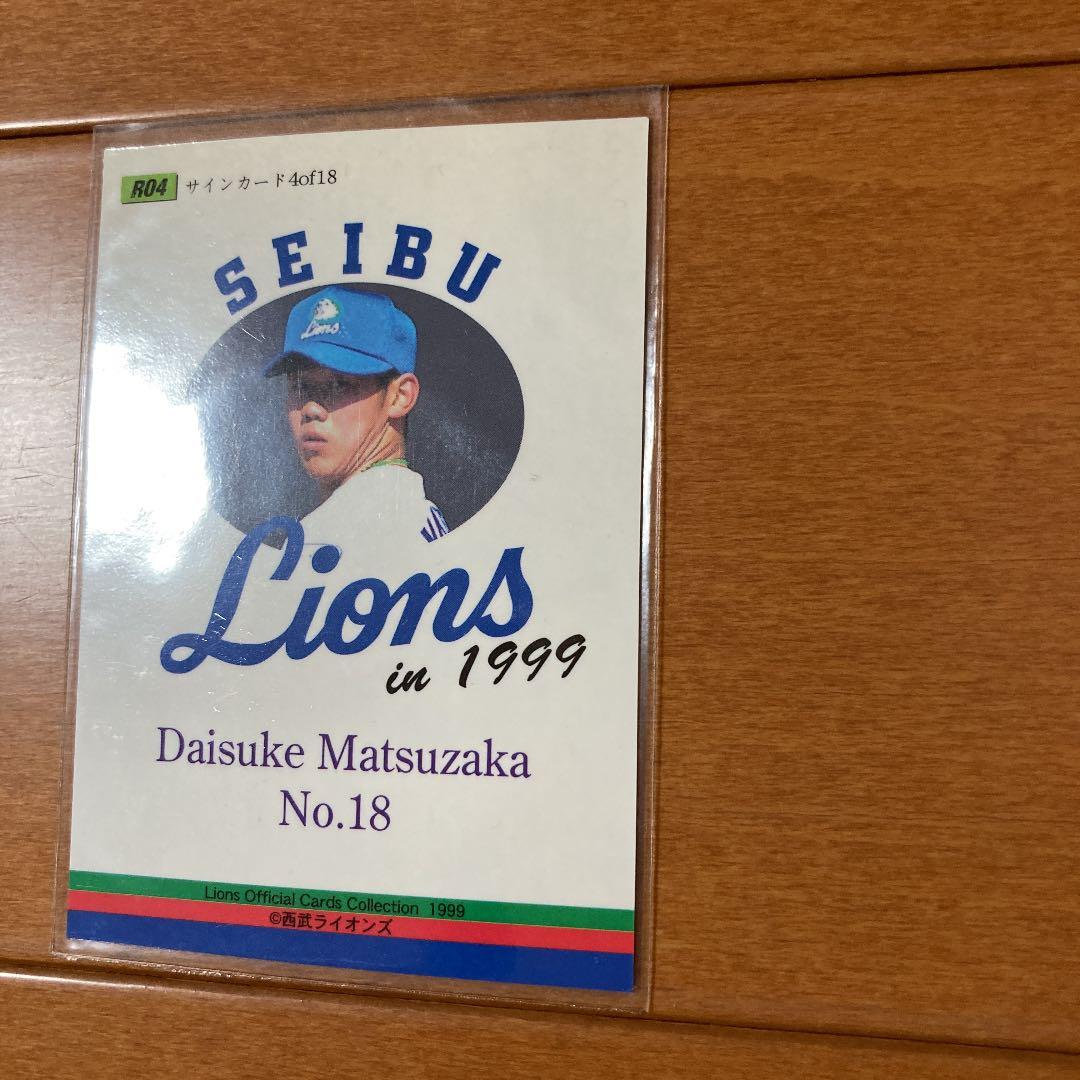 R04 サインカード4of18
SEIBU
Lions
Lions
in 1999
Daisuke Matsuzaka
No.18
Lions Official Cards Collection 1999
©西武ライオンズ